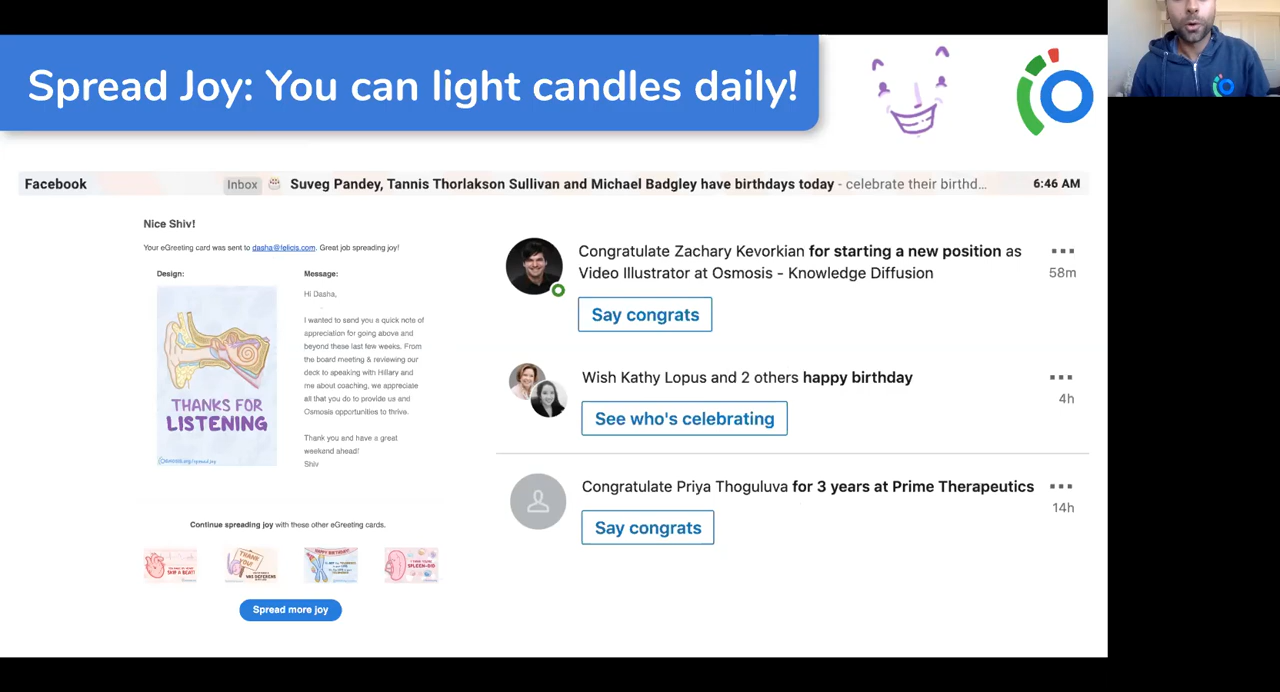 Spread Joy: You can light candles daily!
Facebook
Inbox
Suveg Pandey, Tannis Thorlakson Sullivan and Michael Badgley have birthdays today - celebrate their birthd...
6:46 AM
Nice Shiv!
Your eGreeting card was sent to dasha@felicis.com. Great job spreading joy!
Design:
Message:
THANKS FOR
LISTENING
Hi Dasha,
I wanted to send you a quick note of
appreciation for going above and
beyond these last few weeks. From
the board meeting & reviewing our
deck to speaking with Hillary and
me about coaching, we appreciate
all that you do to provide us and
Osmosis opportunities to thrive.
Thank you and have a great
weekend ahead!
Shiv
Continue spreading joy with these other eGreeting cards.
SKIP A BEAT!
THANK
YOU!
HAPPY BIRTHDAY!
Spread more joy
Congratulate Zachary Kevorkian for starting a new position as
Video Illustrator at Osmosis - Knowledge Diffusion
58m
Say congrats
Wish Kathy Lopus and 2 others happy birthday
4h
See who's celebrating
Congratulate Priya Thoguluva for 3 years at Prime Therapeutics
14h
Say congrats